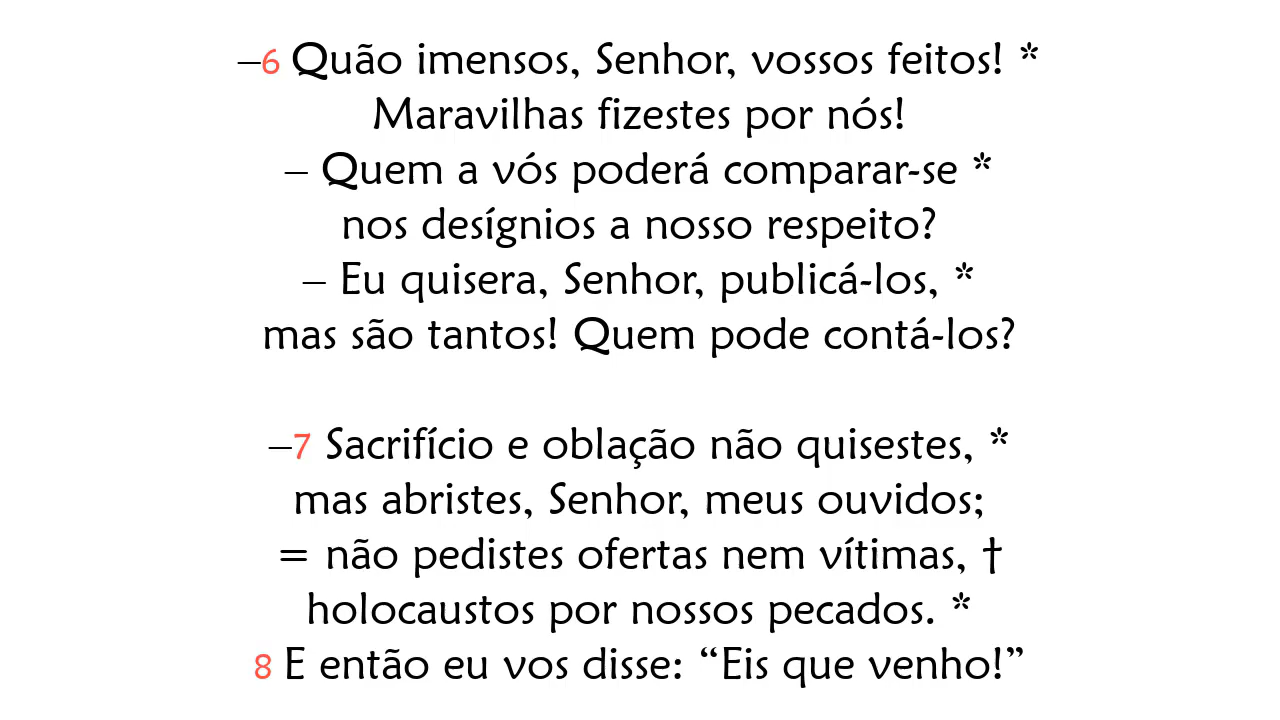 –6 Quão imensos, Senhor, vossos feitos! *
Maravilhas fizestes por nós!
– Quem a vós poderá comparar-se *
nos desígnios a nosso respeito?
– Eu quisera, Senhor, publicá-los, *
mas são tantos! Quem pode contá-los?
–7 Sacrifício e oblação não quisestes, *
mas abristes, Senhor, meus ouvidos;
= não pedistes ofertas nem vítimas, †
holocaustos por nossos pecados. *
8 E então eu vos disse: “Eis que venho!”